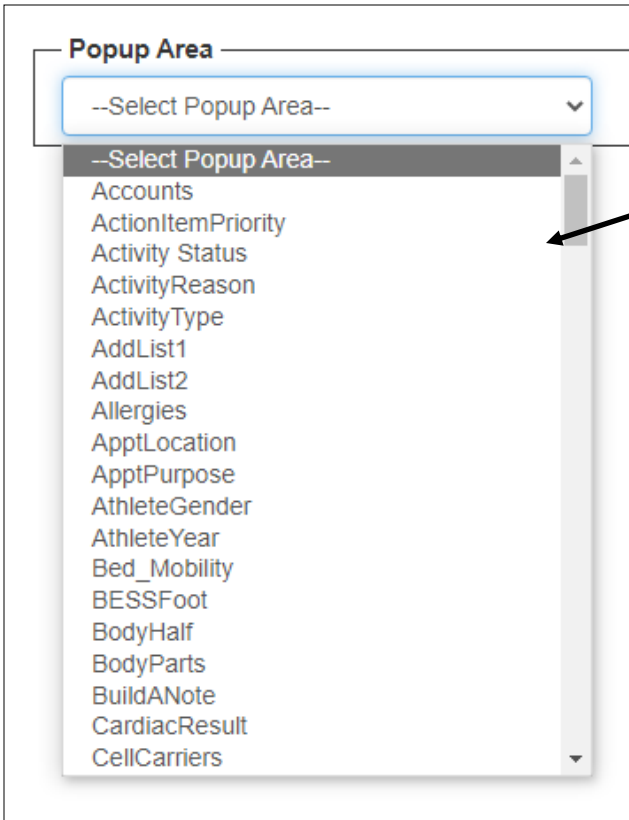 Popup Area
--Select Popup Area--
--Select Popup Area--
Accounts
ActionItemPriority
Activity Status
ActivityReason
ActivityType
AddList1
AddList2
Allergies
ApptLocation
ApptPurpose
AthleteGender
AthleteYear
Bed_Mobility
BESSFoot
BodyHalf
BodyParts
BuildANote
CardiacResult
CellCarriers